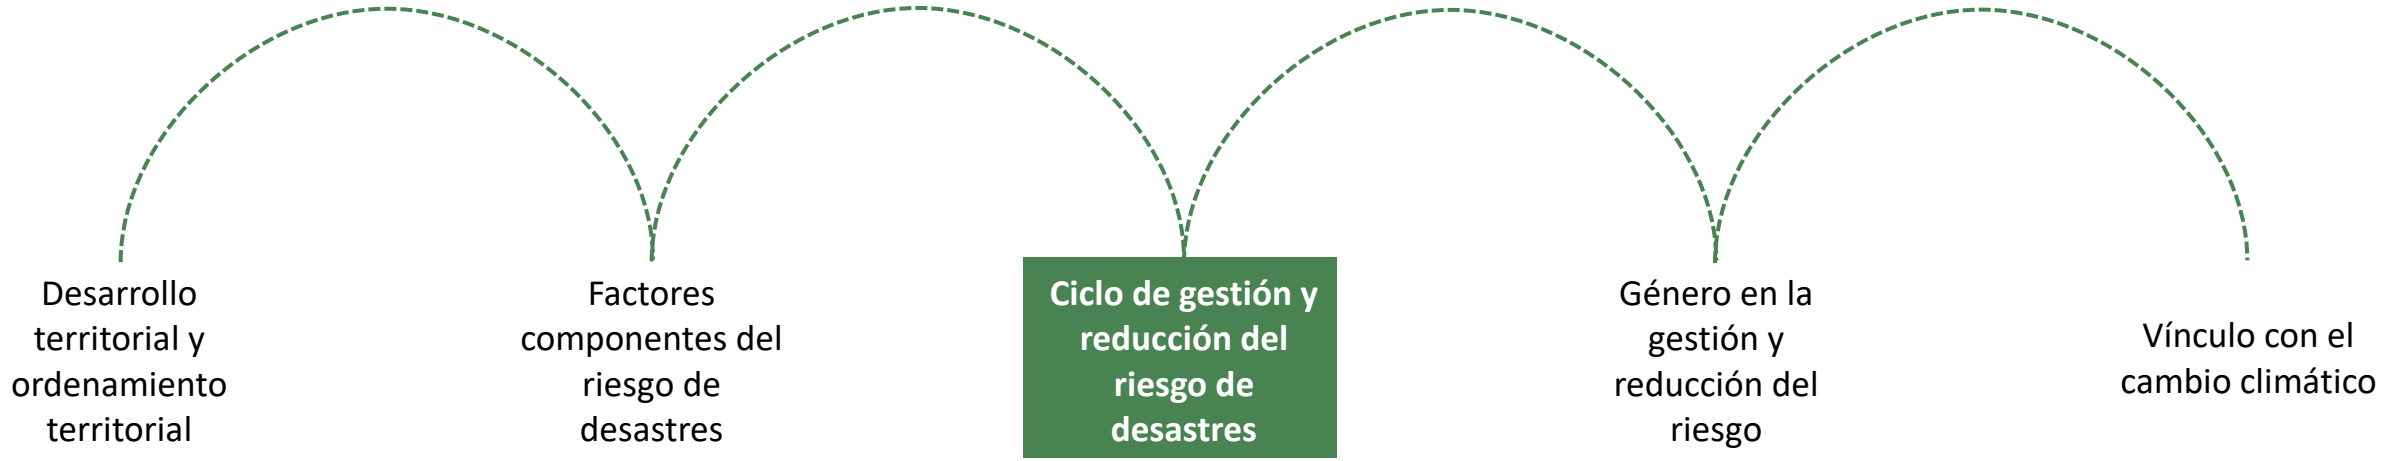 Desarrollo
territorial y
ordenamiento
territorial
Factores
componentes del
riesgo de
desastres
Ciclo de gestión y
reducción del
riesgo de
desastres
Género en la
gestión y
reducción del
riesgo
Vínculo con el
cambio climático